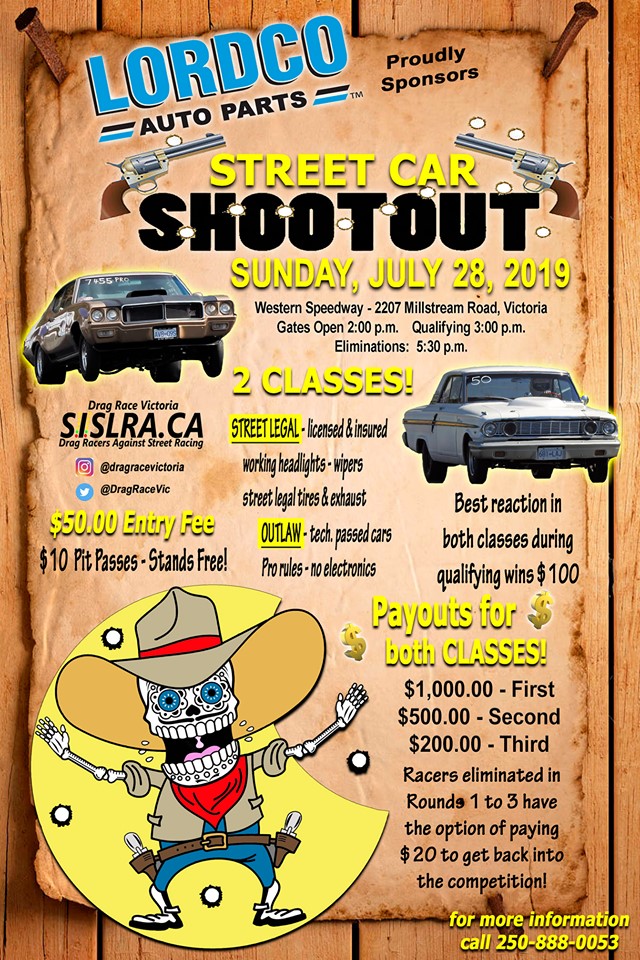 LORDCO
AUTO PARTS
TM
Proudly
Sponsors
STREET CAR
SHOOTOUT
SUNDAY, JULY 28, 2019
Western Speedway - 2207 Millstream Road, Victoria
Gates Open 2:00 p.m. Qualifying 3:00 p.m.
Eliminations: 5:30 p.m.
7455 PRO
2 CLASSES!
50
Drag Race Victoria
SISLRA.CA
Drag Racers Against Street Racing
@dragracevictoria
@DragRaceVic
STREET LEGAL - licensed & insured
working headlights - wipers
street legal tires & exhaust
OUTLAW - tech. passed cars
Pro rules - no electronics
$50.00 Entry Fee
$10 Pit Passes - Stands Free!
Best reaction in
both classes during
qualifying wins $100
$ Payouts for $
both CLASSES!
$1,000.00 - First
$500.00 - Second
$200.00 - Third
Racers eliminated in
Rounds 1 to 3 have
the option of paying
$20 to get back into
the competition!
for more information
call 250-888-0053